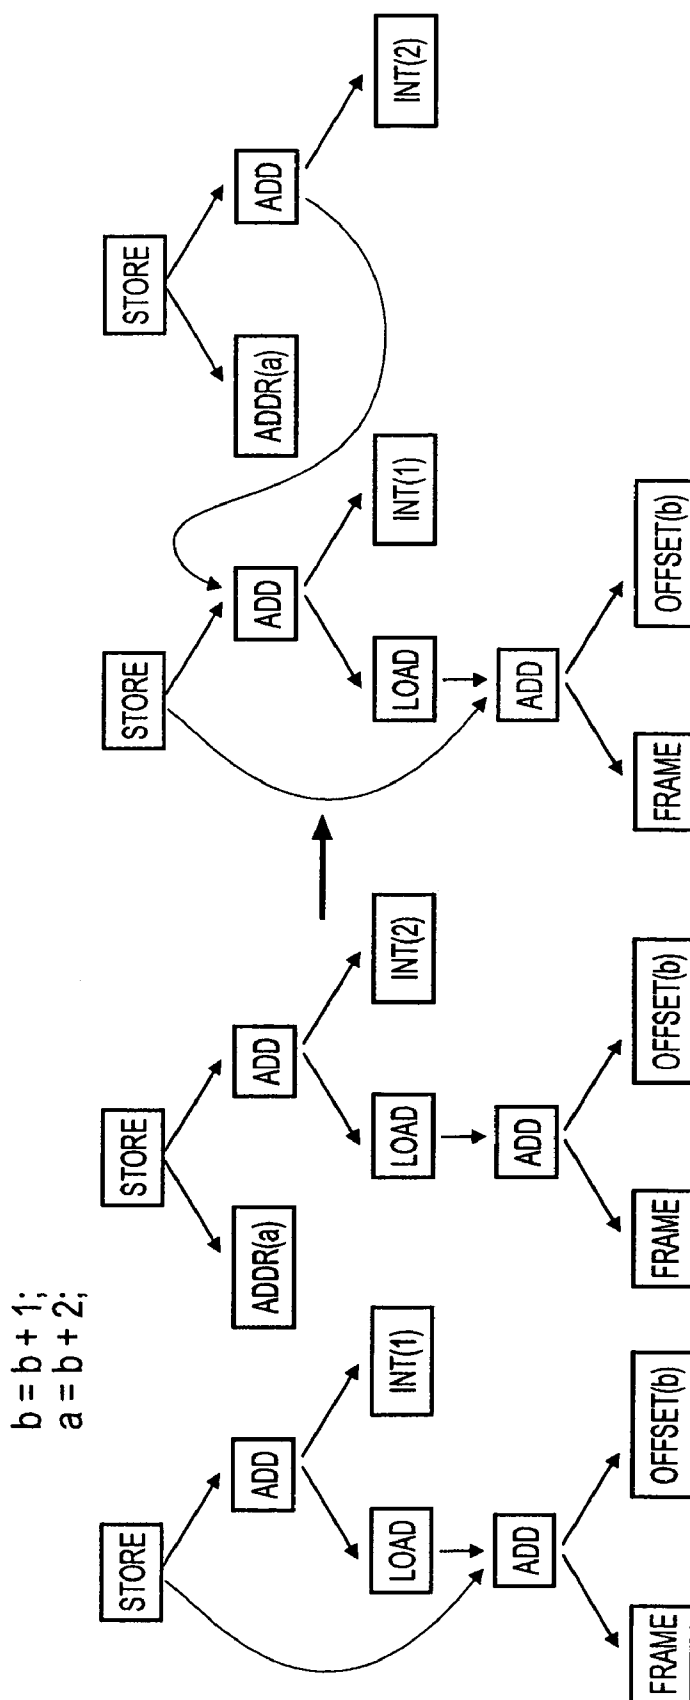 b = b + 1;
a = b + 2;
STORE
STORE
STORE
STORE
ADD
ADDR(a)
ADD
ADD
ADDR(a)
ADD
LOAD
INT(1)
LOAD
INT(2)
LOAD
INT(1)
INT(2)
ADD
ADD
ADD
FRAME
OFFSET(b)
FRAME
OFFSET(b)
FRAME
OFFSET(b)